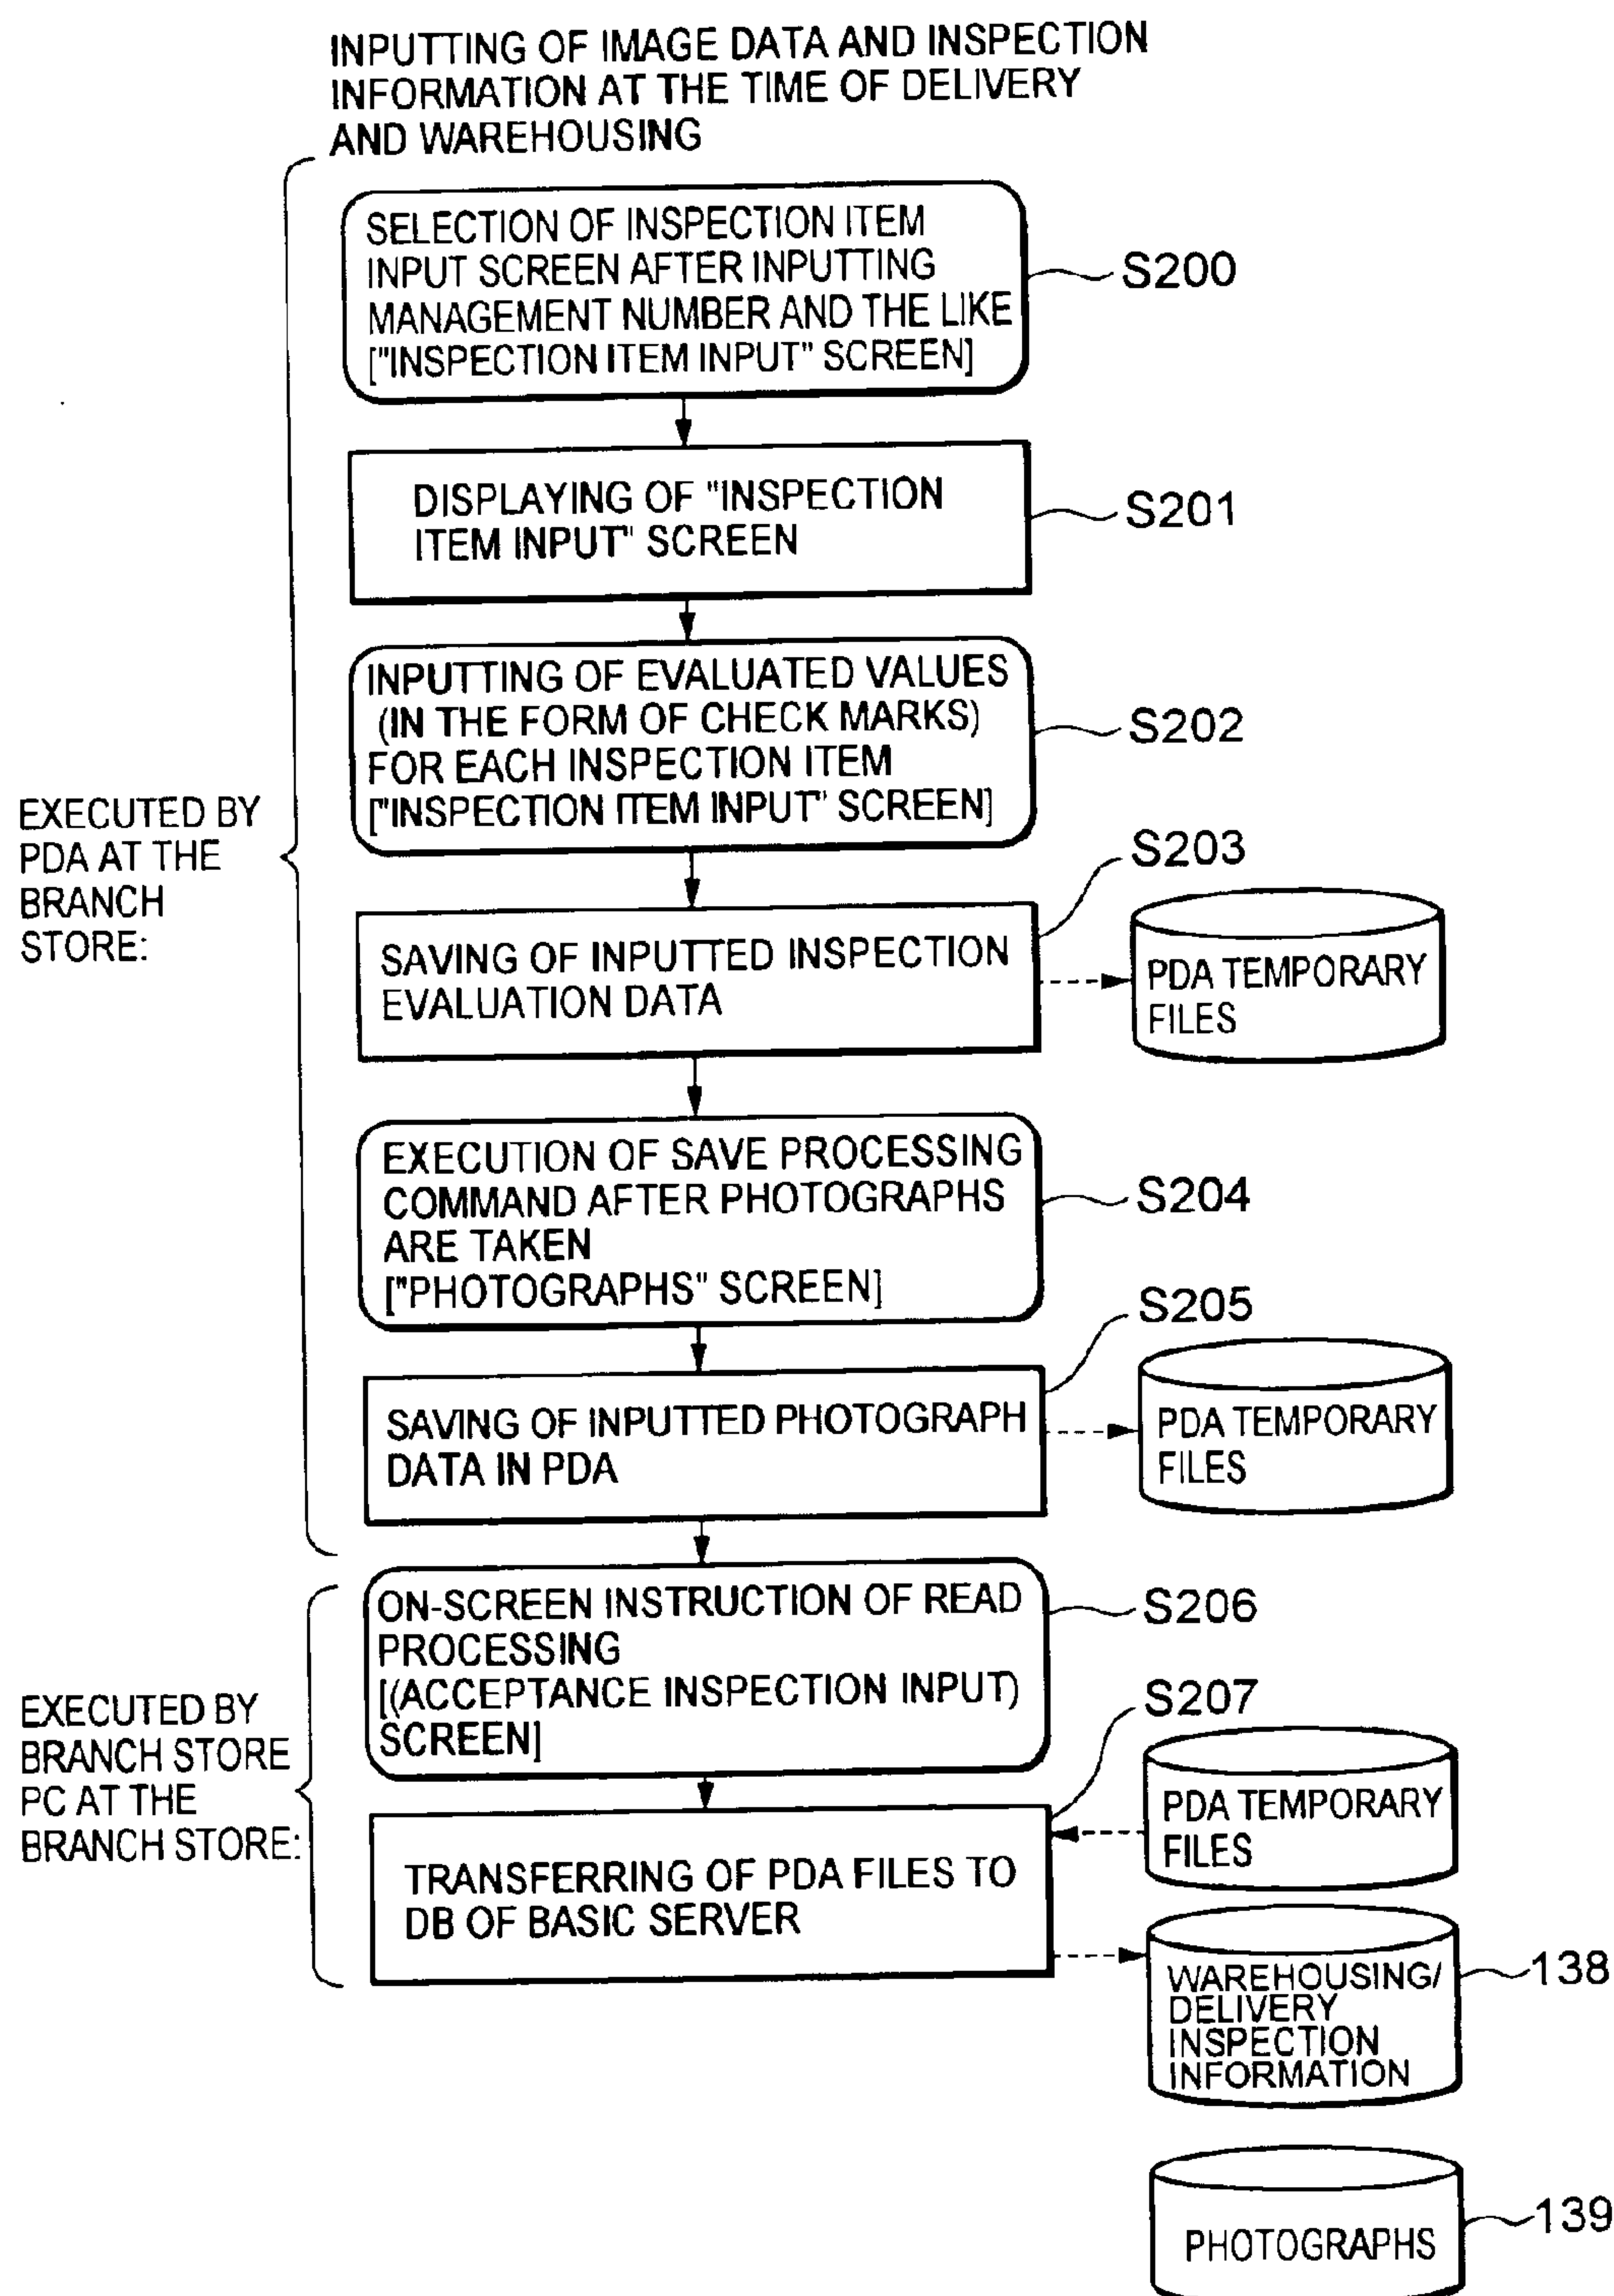 INPUTTING OF IMAGE DATA AND INSPECTION
INFORMATION AT THE TIME OF DELIVERY
AND WAREHOUSING
SELECTION OF INSPECTION ITEM
INPUT SCREEN AFTER INPUTTING
MANAGEMENT NUMBER AND THE LIKE
["INSPECTION ITEM INPUT" SCREEN]
S200
DISPLAYING OF "INSPECTION
ITEM INPUT" SCREEN
S201
INPUTTING OF EVALUATED VALUES
(IN THE FORM OF CHECK MARKS)
FOR EACH INSPECTION ITEM
["INSPECTION ITEM INPUT" SCREEN]
S202
EXECUTED BY
PDA AT THE
BRANCH
STORE:
S203
SAVING OF INPUTTED INSPECTION
EVALUATION DATA
PDA TEMPORARY
FILES
EXECUTION OF SAVE PROCESSING
COMMAND AFTER PHOTOGRAPHS
ARE TAKEN
["PHOTOGRAPHS" SCREEN]
S204
S205
SAVING OF INPUTTED PHOTOGRAPH
DATA IN PDA
PDA TEMPORARY
FILES
ON-SCREEN INSTRUCTION OF READ
PROCESSING
[(ACCEPTANCE INSPECTION INPUT)
SCREEN]
S206
EXECUTED BY
BRANCH STORE
PC AT THE
BRANCH STORE:
S207
PDA TEMPORARY
FILES
TRANSFERRING OF PDA FILES TO
DB OF BASIC SERVER
WAREHOUSING/
DELIVERY
INSPECTION
INFORMATION
138
PHOTOGRAPHS
139